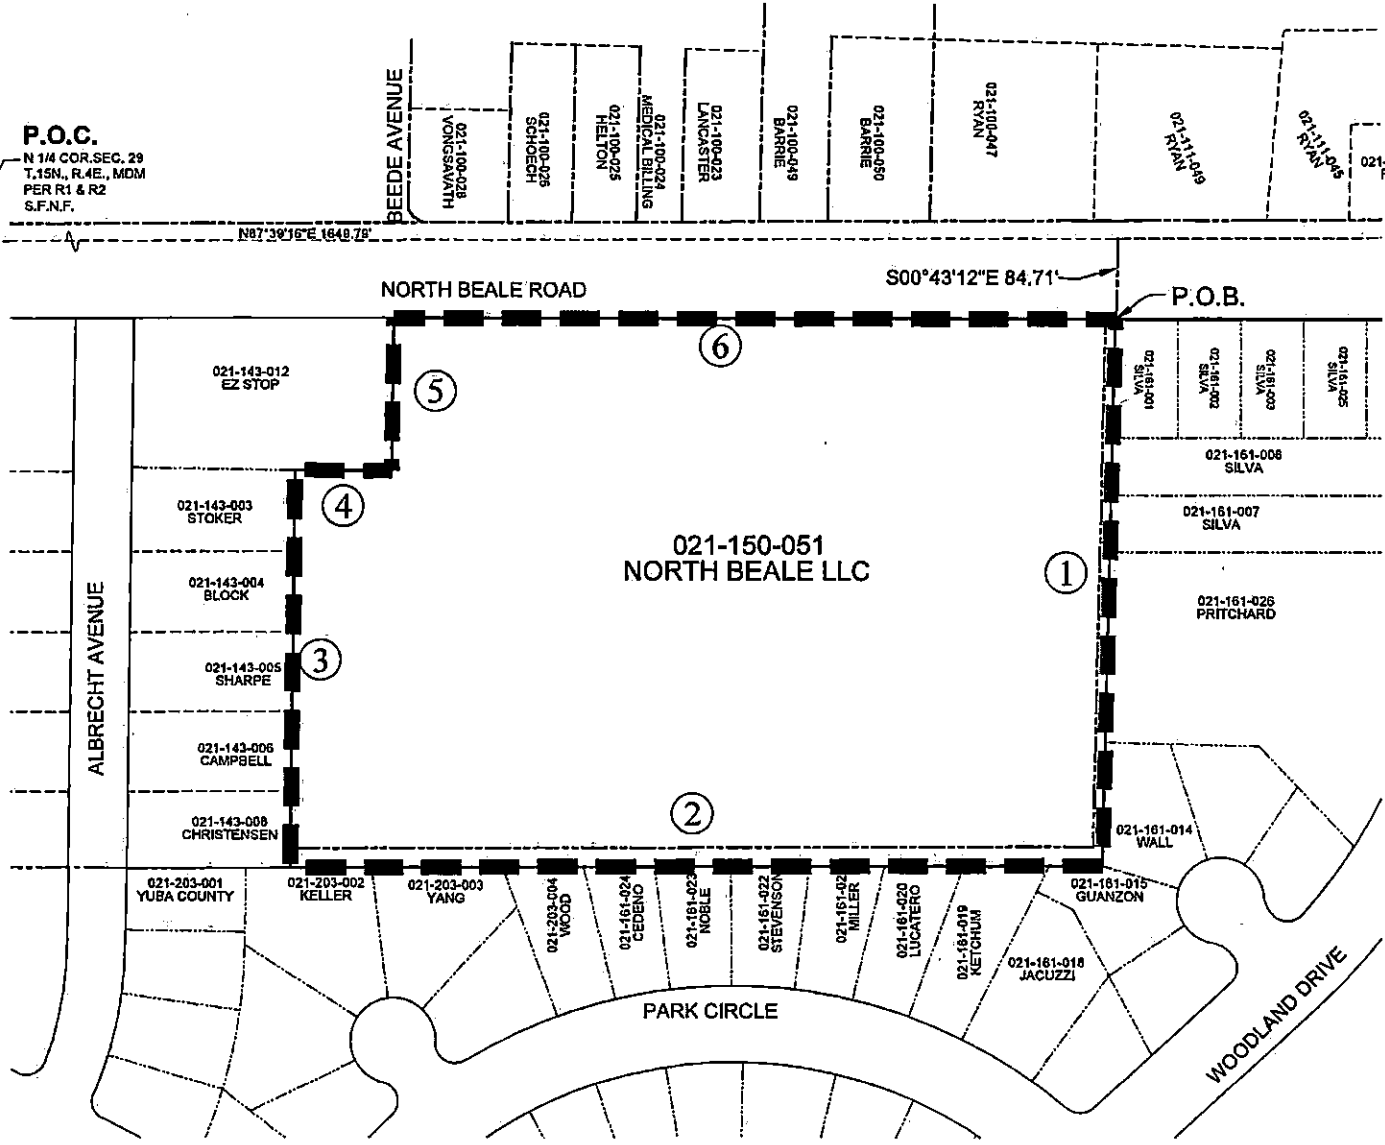 P.O.C.
N 1/4 COR.SEC. 29
T.15N., R.4E., MDM
PER R1 & R2
S.F.N.F.
BEEDE AVENUE
021-100-028
VONGSAVATH
021-100-026
SCHOECH
021-100-025
HELTON
021-100-024
MEDICAL BILLING
021-100-023
LANCASTER
021-100-049
BARRIE
021-100-050
BARRIE
021-100-047
RYAN
021-111-049
RYAN
021-111-045
RYAN
021-
N87°39'16"E 1649.79'
S00°43'12"E 84.71'
NORTH BEALE ROAD
P.O.B.
6
5
4
3
2
1
021-143-012
EZ STOP
021-150-051
NORTH BEALE LLC
021-161-001
SILVA
021-161-002
SILVA
021-161-003
SILVA
021-161-025
SILVA
021-161-006
SILVA
021-161-007
SILVA
021-161-026
PRITCHARD
021-143-003
STOKER
021-143-004
BLOCK
021-143-005
SHARPE
021-143-006
CAMPBELL
021-143-008
CHRISTENSEN
ALBRECHT AVENUE
021-161-014
WALL
021-203-001
YUBA COUNTY
021-203-002
KELLER
021-203-003
YANG
021-203-004
WOOD
021-161-024
CEDENO
021-161-023
NOBLE
021-161-022
STEVENSON
021-161-02
MILLER
021-161-020
LUCATERO
021-161-019
KETCHUM
021-161-018
JACUZZI
021-161-015
GUANZON
PARK CIRCLE
WOODLAND DRIVE